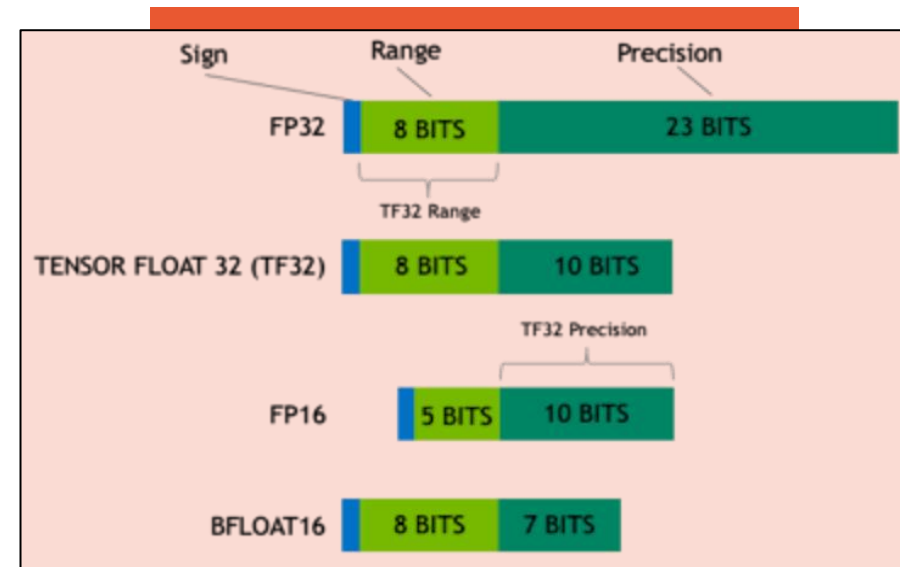 Sign Range Precision
FP32 8 BITS 23 BITS
TF32 Range
TENSOR FLOAT 32 (TF32) 8 BITS 10 BITS
TF32 Precision
FP16 5 BITS 10 BITS
BFLOAT16 8 BITS 7 BITS